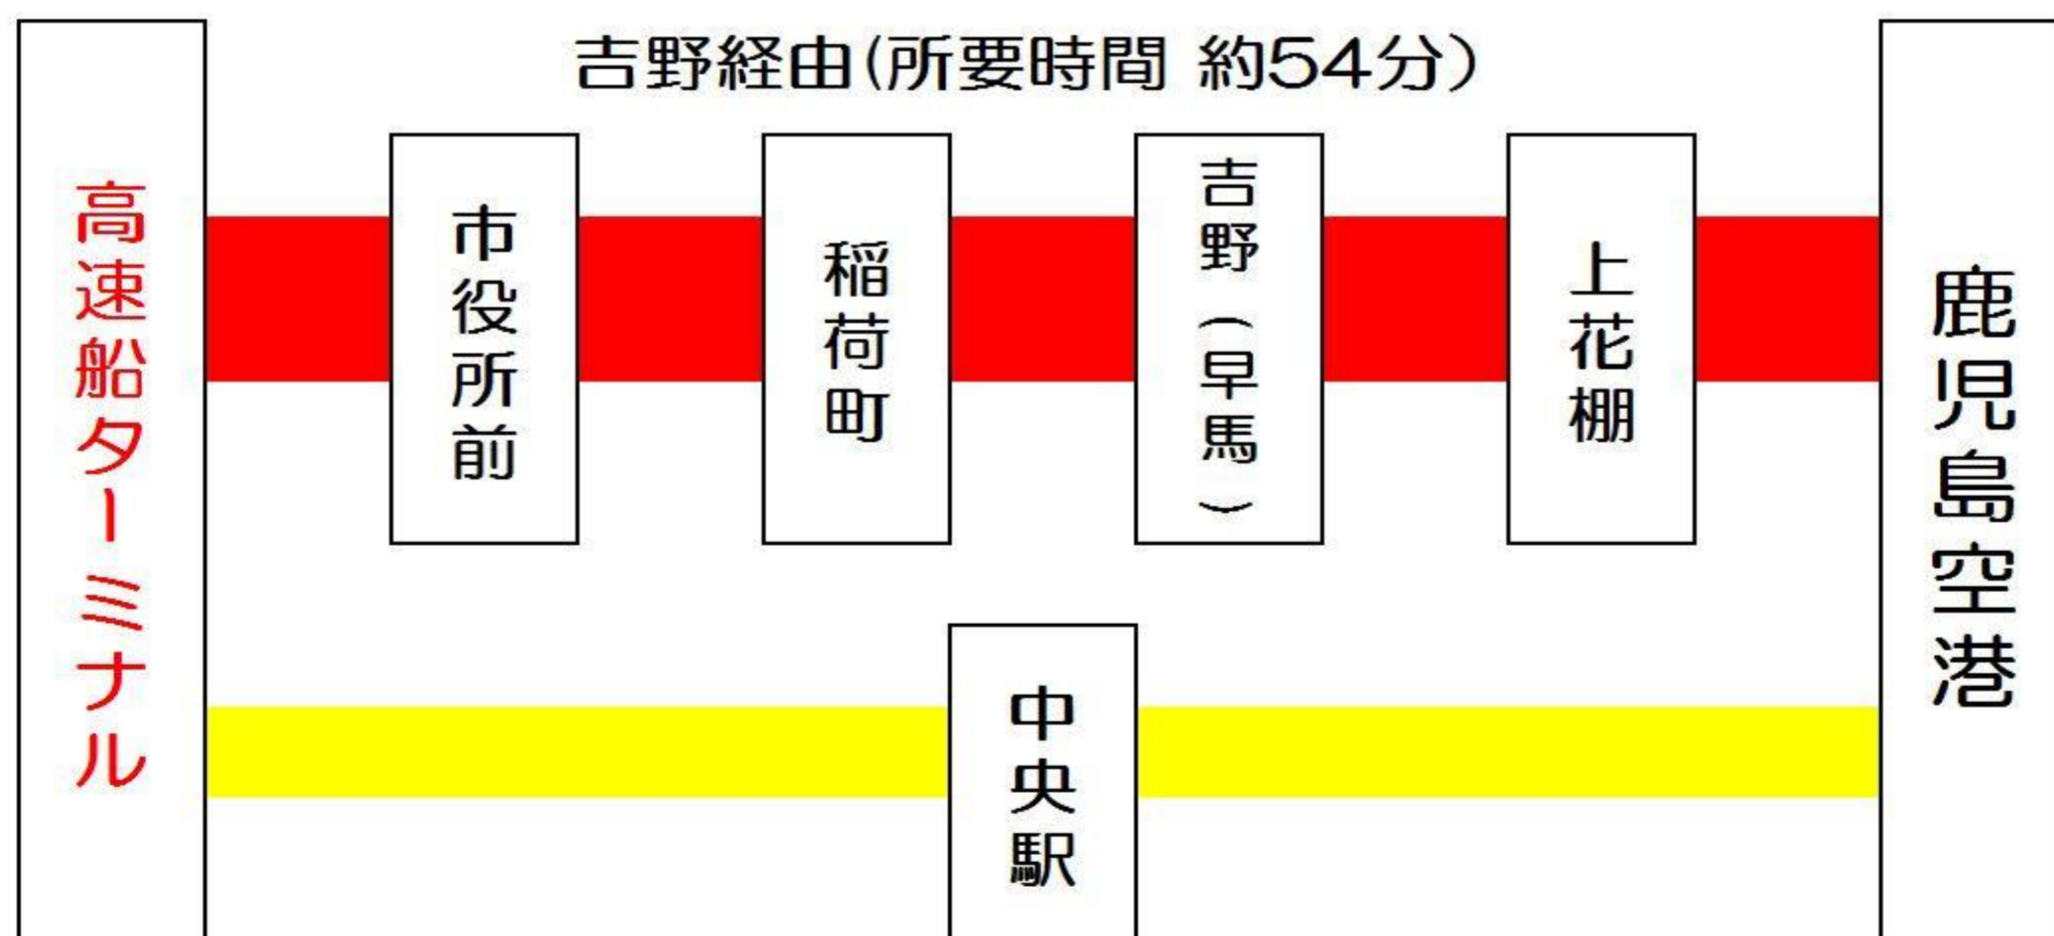 吉野経由(所要時間 約54分)
高速船ターミナル
市役所前
稲荷町
吉野(早馬)
上花棚
鹿児島空港
中央駅